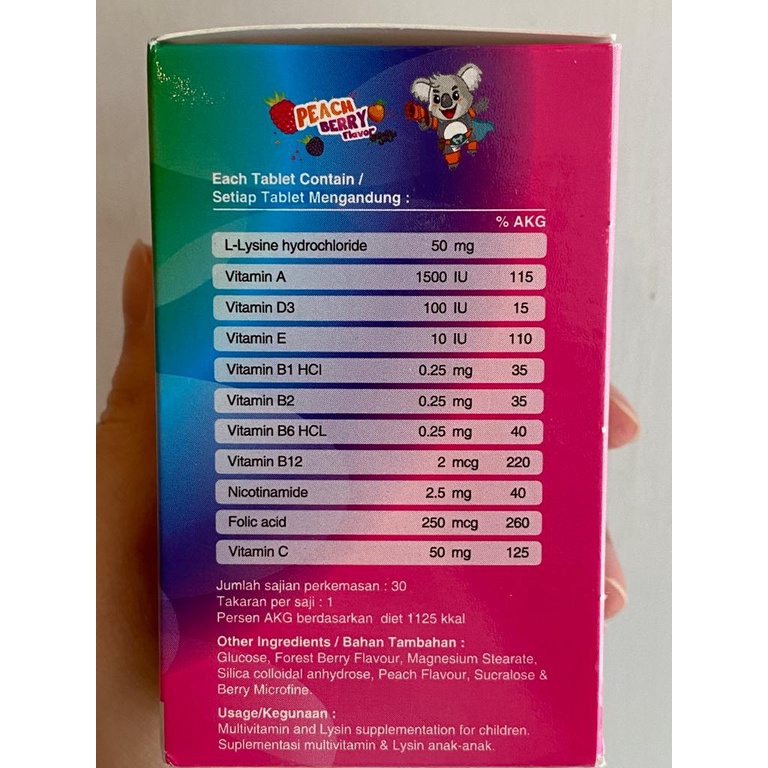 PEACH
BERRY
Flavor
Each Tablet Contain /
Setiap Tablet Mengandung :
% AKG
L-Lysine hydrochloride 50 mg
Vitamin A 1500 IU 115
Vitamin D3 100 IU 15
Vitamin E 10 IU 110
Vitamin B1 HCl 0.25 mg 35
Vitamin B2 0.25 mg 35
Vitamin B6 HCL 0.25 mg 40
Vitamin B12 2 mcg 220
Nicotinamide 2.5 mg 40
Folic acid 250 mcg 260
Vitamin C 50 mg 125
Jumlah sajian perkemasan : 30
Takaran per saji : 1
Persen AKG berdasarkan diet 1125 kkal
Other Ingredients / Bahan Tambahan :
Glucose, Forest Berry Flavour, Magnesium Stearate,
Silica colloidal anhydrose, Peach Flavour, Sucralose &
Berry Microfine.
Usage/Kegunaan :
Multivitamin and Lysin supplementation for children.
Suplementasi multivitamin & Lysin anak-anak.